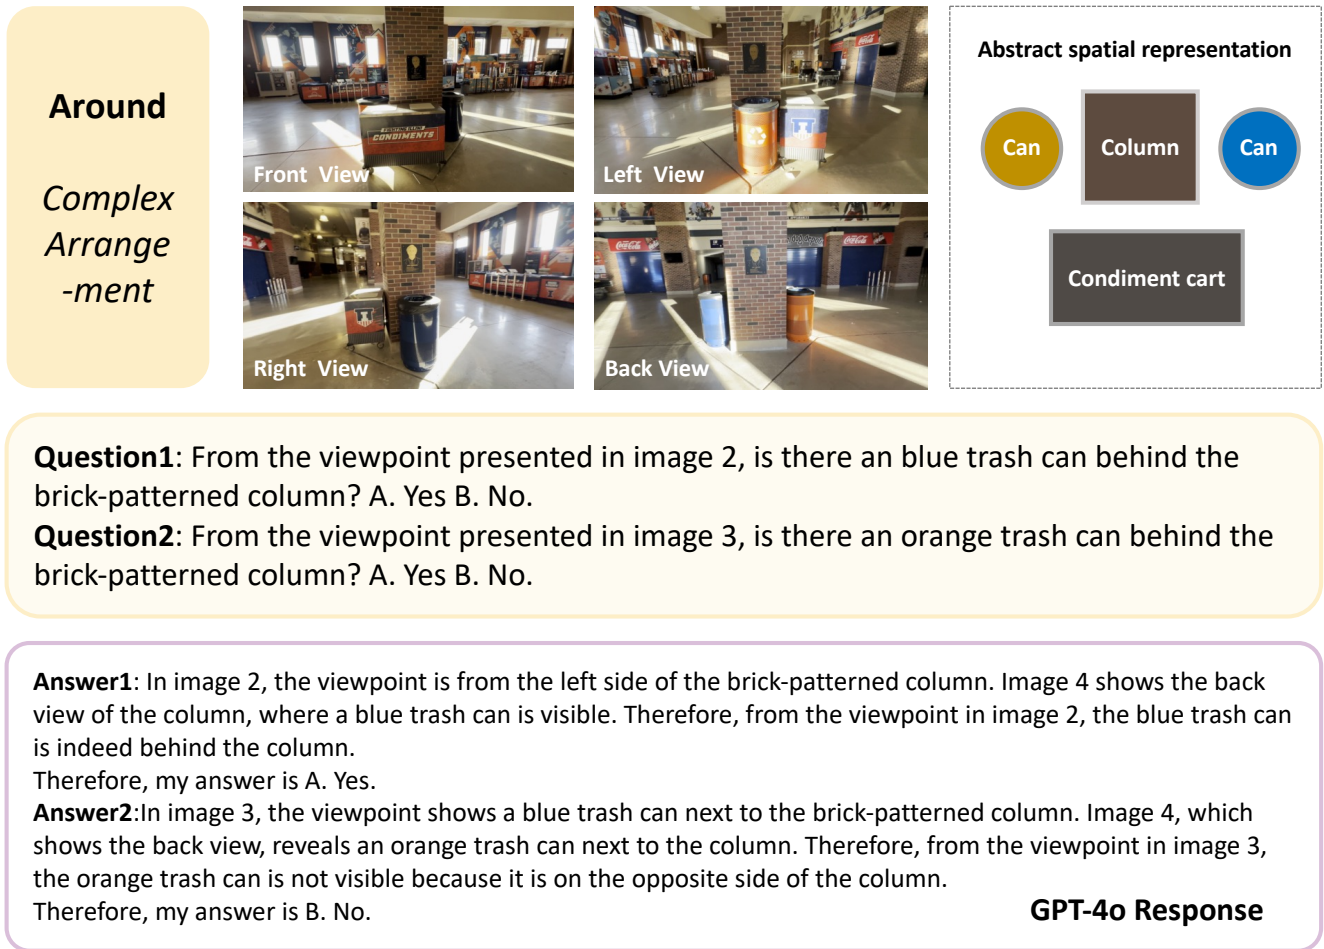 Around
Complex
Arrange
-ment
FIGHTING ILLINI
CONDIMENTS
Front View
Coca-Cola
Left View
Right View
Coca-Cola
Coca-Cola
Back View
Abstract spatial representation
Can
Column
Can
Condiment cart
Question1: From the viewpoint presented in image 2, is there an blue trash can behind the
brick-patterned column? A. Yes B. No.
Question2: From the viewpoint presented in image 3, is there an orange trash can behind the
brick-patterned column? A. Yes B. No.
Answer1: In image 2, the viewpoint is from the left side of the brick-patterned column. Image 4 shows the back
view of the column, where a blue trash can is visible. Therefore, from the viewpoint in image 2, the blue trash can
is indeed behind the column.
Therefore, my answer is A. Yes.
Answer2:In image 3, the viewpoint shows a blue trash can next to the brick-patterned column. Image 4, which
shows the back view, reveals an orange trash can next to the column. Therefore, from the viewpoint in image 3,
the orange trash can is not visible because it is on the opposite side of the column.
Therefore, my answer is B. No.
GPT-4o Response